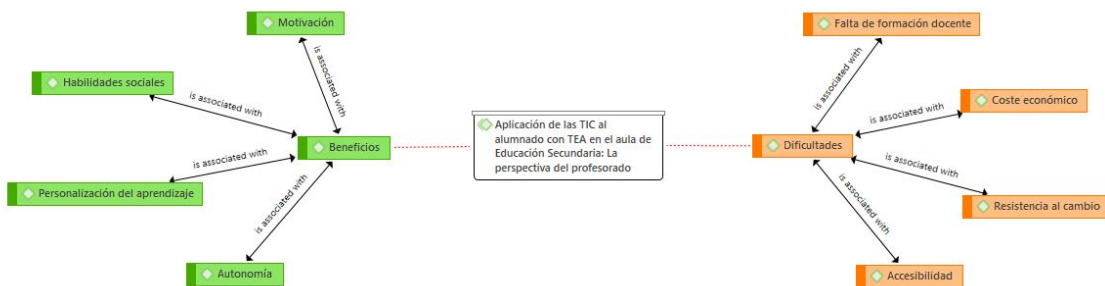 Motivación
is associated with
Habilidades sociales
is associated with
Beneficios
is associated with
Personalización del aprendizaje
is associated with
Autonomía
Aplicación de las TIC al
alumnado con TEA en el aula de
Educación Secundaria: La
perspectiva del profesorado
Falta de formación docente
is associated with
Coste económico
is associated with
Dificultades
is associated with
Resistencia al cambio
is associated with
Accesibilidad